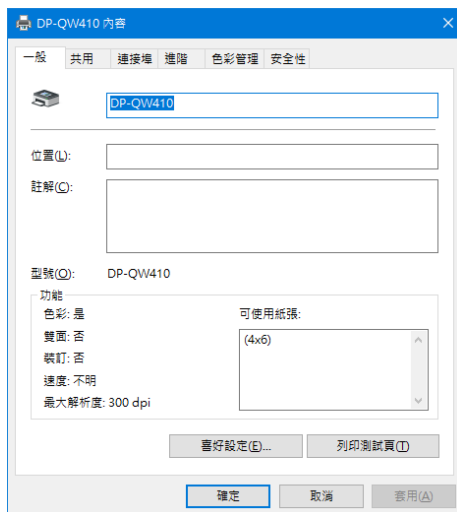 DP-QW410 內容
一般 共用 連接埠 進階 色彩管理 安全性
DP-QW410
位置(L):
註解(C):
型號(O): DP-QW410
功能
色彩: 是 可使用紙張:
雙面: 否 (4x6)
裝訂: 否
速度: 不明
最大解析度: 300 dpi
喜好設定(E)... 列印測試頁(T)
確定 取消 套用(A)